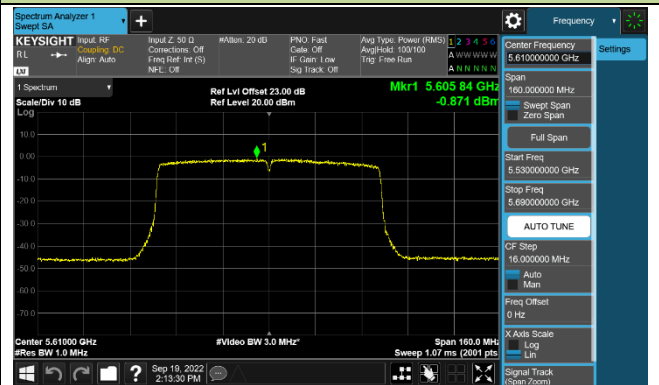 Spectrum Analyzer 1
Swept SA
Frequency
KEYSIGHT
RL
LXI
Input: RF
Coupling: DC
Align: Auto
Input Z: 50 Ω
Corrections: Off
Freq Ref: Int (S)
NFE: Off
#Atten: 20 dB
PNO: Fast
Gate: Off
IF Gain: Low
Sig Track: Off
Avg Type: Power (RMS)
Avg|Hold: 100/100
Trig: Free Run
1 2 3 4 5 6
A W W W W W
A N N N N N
1 Spectrum
Scale/Div 10 dB
Log
Ref Lvl Offset 23.00 dB
Ref Level 20.00 dBm
Mkr1 5.605 84 GHz
-0.871 dBm
10.0
0.00
-10.0
-20.0
-30.0
-40.0
-50.0
-60.0
-70.0
1
Center 5.61000 GHz
#Res BW 1.0 MHz
#Video BW 3.0 MHz*
Span 160.0 MHz
Sweep 1.07 ms (2001 pts)
Sep 19, 2022
2:13:30 PM
Center Frequency
5.610000000 GHz
Settings
Span
160.000000 MHz
Swept Span
Zero Span
Full Span
Start Freq
5.530000000 GHz
Stop Freq
5.690000000 GHz
AUTO TUNE
CF Step
16.000000 MHz
Auto
Man
Freq Offset
0 Hz
X Axis Scale
Log
Lin
Signal Track
(Span Zoom)